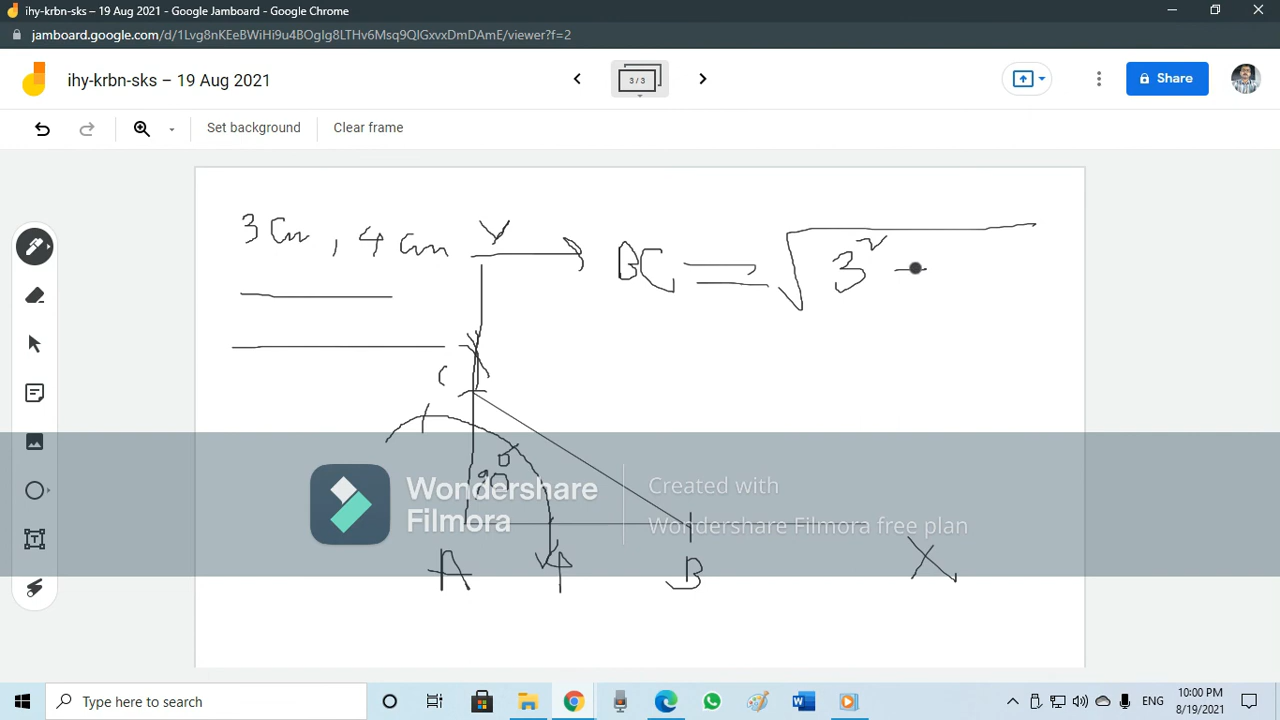 ihy-krbn-sks – 19 Aug 2021 - Google Jamboard - Google Chrome
jamboard.google.com/d/1Lvg8nKEeBWiHi9u4BOgIg8LTHv6Msq9QlGxvxDmDAmE/viewer?f=2
ihy-krbn-sks – 19 Aug 2021
3 / 3
Share
Set background
Clear frame
3 Cm, 4 cm
Y
BC = √3² -
C
90
Wondershare
Filmora
Created with
Wondershare Filmora free plan
A
B
X
Type here to search
ENG
10:00 PM
8/19/2021